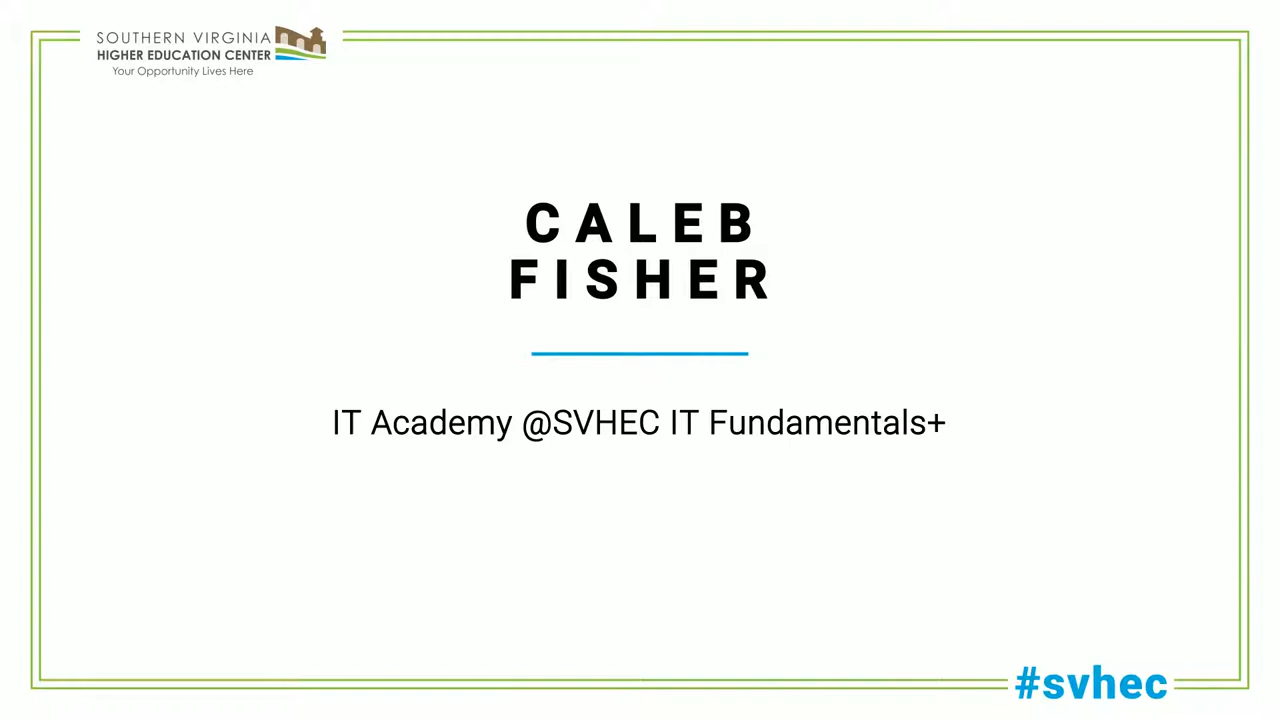 SOUTHERN VIRGINIA
HIGHER EDUCATION CENTER
Your Opportunity Lives Here
CALEB
FISHER
IT Academy @SVHEC IT Fundamentals+
#svhec